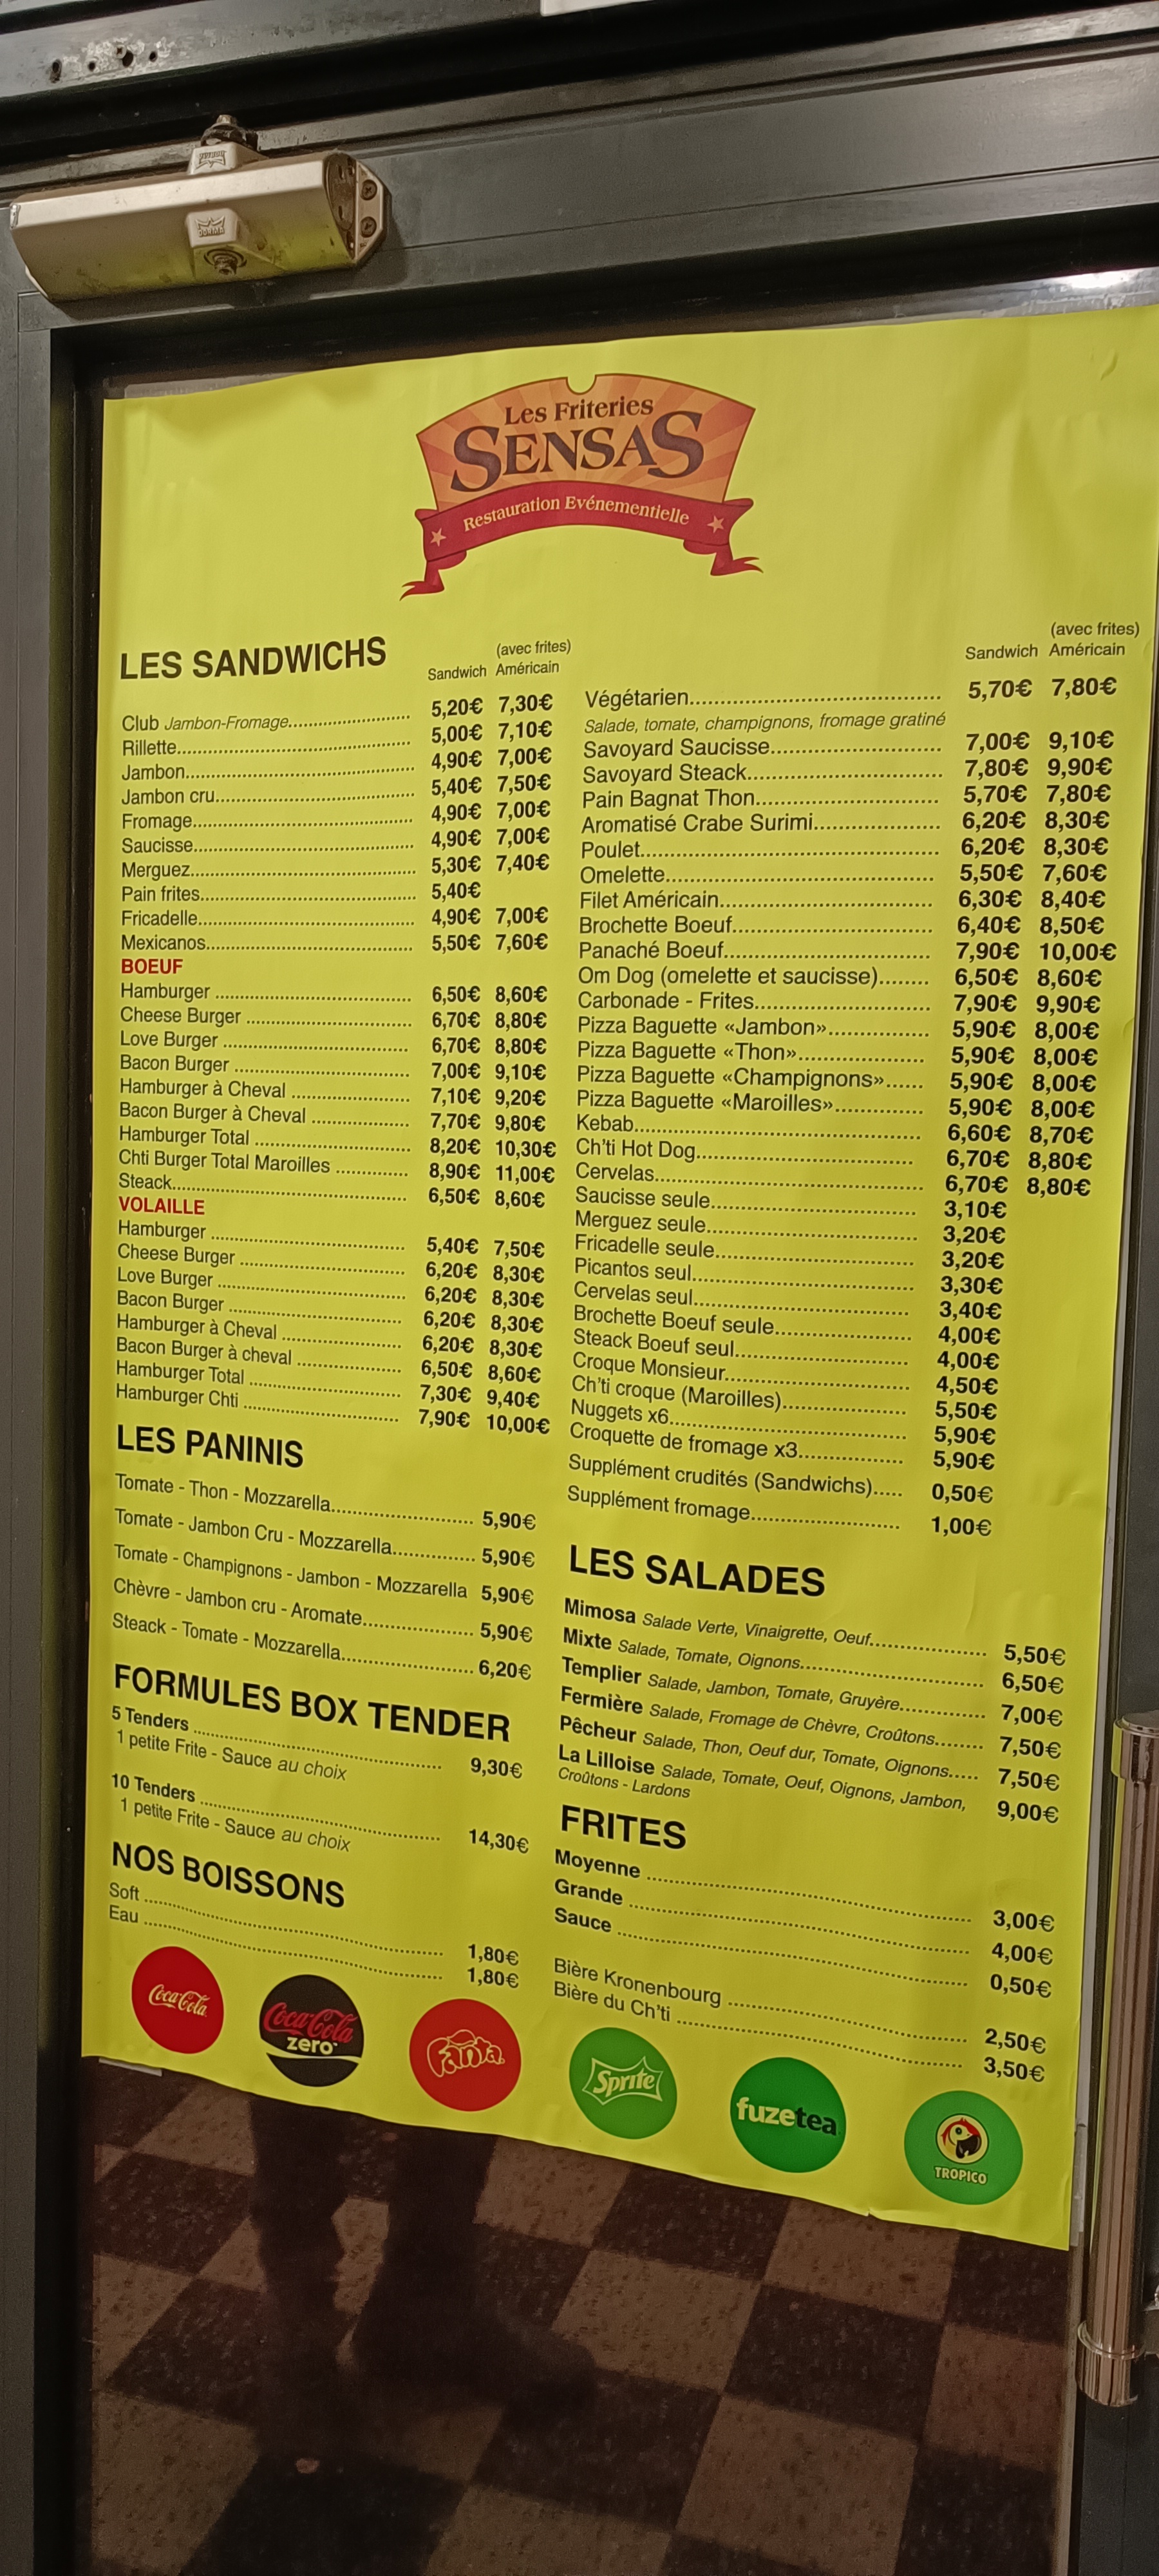 DORMA
Les Friteries
SENSAS
Restauration Evénementielle
LES SANDWICHS
(avec frites)
Sandwich Américain
Club Jambon-Fromage 5,20€ 7,30€
Rillette 5,00€ 7,10€
Jambon 4,90€ 7,00€
Jambon cru 5,40€ 7,50€
Fromage 4,90€ 7,00€
Saucisse 4,90€ 7,00€
Merguez 5,30€ 7,40€
Pain frites 5,40€
Fricadelle 4,90€ 7,00€
Mexicanos 5,50€ 7,60€
BOEUF
Hamburger 6,50€ 8,60€
Cheese Burger 6,70€ 8,80€
Love Burger 6,70€ 8,80€
Bacon Burger 7,00€ 9,10€
Hamburger à Cheval 7,10€ 9,20€
Bacon Burger à Cheval 7,70€ 9,80€
Hamburger Total 8,20€ 10,30€
Chti Burger Total Maroilles 8,90€ 11,00€
Steack 6,50€ 8,60€
VOLAILLE
Hamburger 5,40€ 7,50€
Cheese Burger 6,20€ 8,30€
Love Burger 6,20€ 8,30€
Bacon Burger 6,20€ 8,30€
Hamburger à Cheval 6,20€ 8,30€
Bacon Burger à cheval 6,50€ 8,60€
Hamburger Total 7,30€ 9,40€
Hamburger Chti 7,90€ 10,00€
LES PANINIS
Tomate - Thon - Mozzarella 5,90€
Tomate - Jambon Cru - Mozzarella 5,90€
Tomate - Champignons - Jambon - Mozzarella 5,90€
Chèvre - Jambon cru - Aromate 5,90€
Steack - Tomate - Mozzarella 6,20€
FORMULES BOX TENDER
5 Tenders 9,30€
1 petite Frite - Sauce au choix
10 Tenders 14,30€
1 petite Frite - Sauce au choix
NOS BOISSONS
Soft 1,80€
Eau 1,80€
(avec frites)
Sandwich Américain
Végétarien 5,70€ 7,80€
Salade, tomate, champignons, fromage gratiné
Savoyard Saucisse 7,00€ 9,10€
Savoyard Steack 7,80€ 9,90€
Pain Bagnat Thon 5,70€ 7,80€
Aromatisé Crabe Surimi 6,20€ 8,30€
Poulet 6,20€ 8,30€
Omelette 5,50€ 7,60€
Filet Américain 6,30€ 8,40€
Brochette Boeuf 6,40€ 8,50€
Panaché Boeuf 7,90€ 10,00€
Om Dog (omelette et saucisse) 6,50€ 8,60€
Carbonade - Frites 7,90€ 9,90€
Pizza Baguette «Jambon» 5,90€ 8,00€
Pizza Baguette «Thon» 5,90€ 8,00€
Pizza Baguette «Champignons» 5,90€ 8,00€
Pizza Baguette «Maroilles» 5,90€ 8,00€
Kebab 6,60€ 8,70€
Ch'ti Hot Dog 6,70€ 8,80€
Cervelas 6,70€ 8,80€
Saucisse seule 3,10€
Merguez seule 3,20€
Fricadelle seule 3,20€
Picantos seul 3,30€
Cervelas seul 3,40€
Brochette Boeuf seule 4,00€
Steack Boeuf seul 4,00€
Croque Monsieur 4,50€
Ch'ti croque (Maroilles) 5,50€
Nuggets x6 5,90€
Croquette de fromage x3 5,90€
Supplément crudités (Sandwichs) 0,50€
Supplément fromage 1,00€
LES SALADES
Mimosa Salade Verte, Vinaigrette, Oeuf 5,50€
Mixte Salade, Tomate, Oignons 6,50€
Templier Salade, Jambon, Tomate, Gruyère 7,00€
Fermière Salade, Fromage de Chèvre, Croûtons 7,50€
Pêcheur Salade, Thon, Oeuf dur, Tomate, Oignons 7,50€
La Lilloise Salade, Tomate, Oeuf, Oignons, Jambon, 9,00€
Croûtons - Lardons
FRITES
Moyenne 3,00€
Grande 4,00€
Sauce 0,50€
Bière Kronenbourg 2,50€
Bière du Ch'ti 3,50€
Coca-Cola
Coca-Cola
zero
Fanta
Sprite
fuzetea
TROPICO